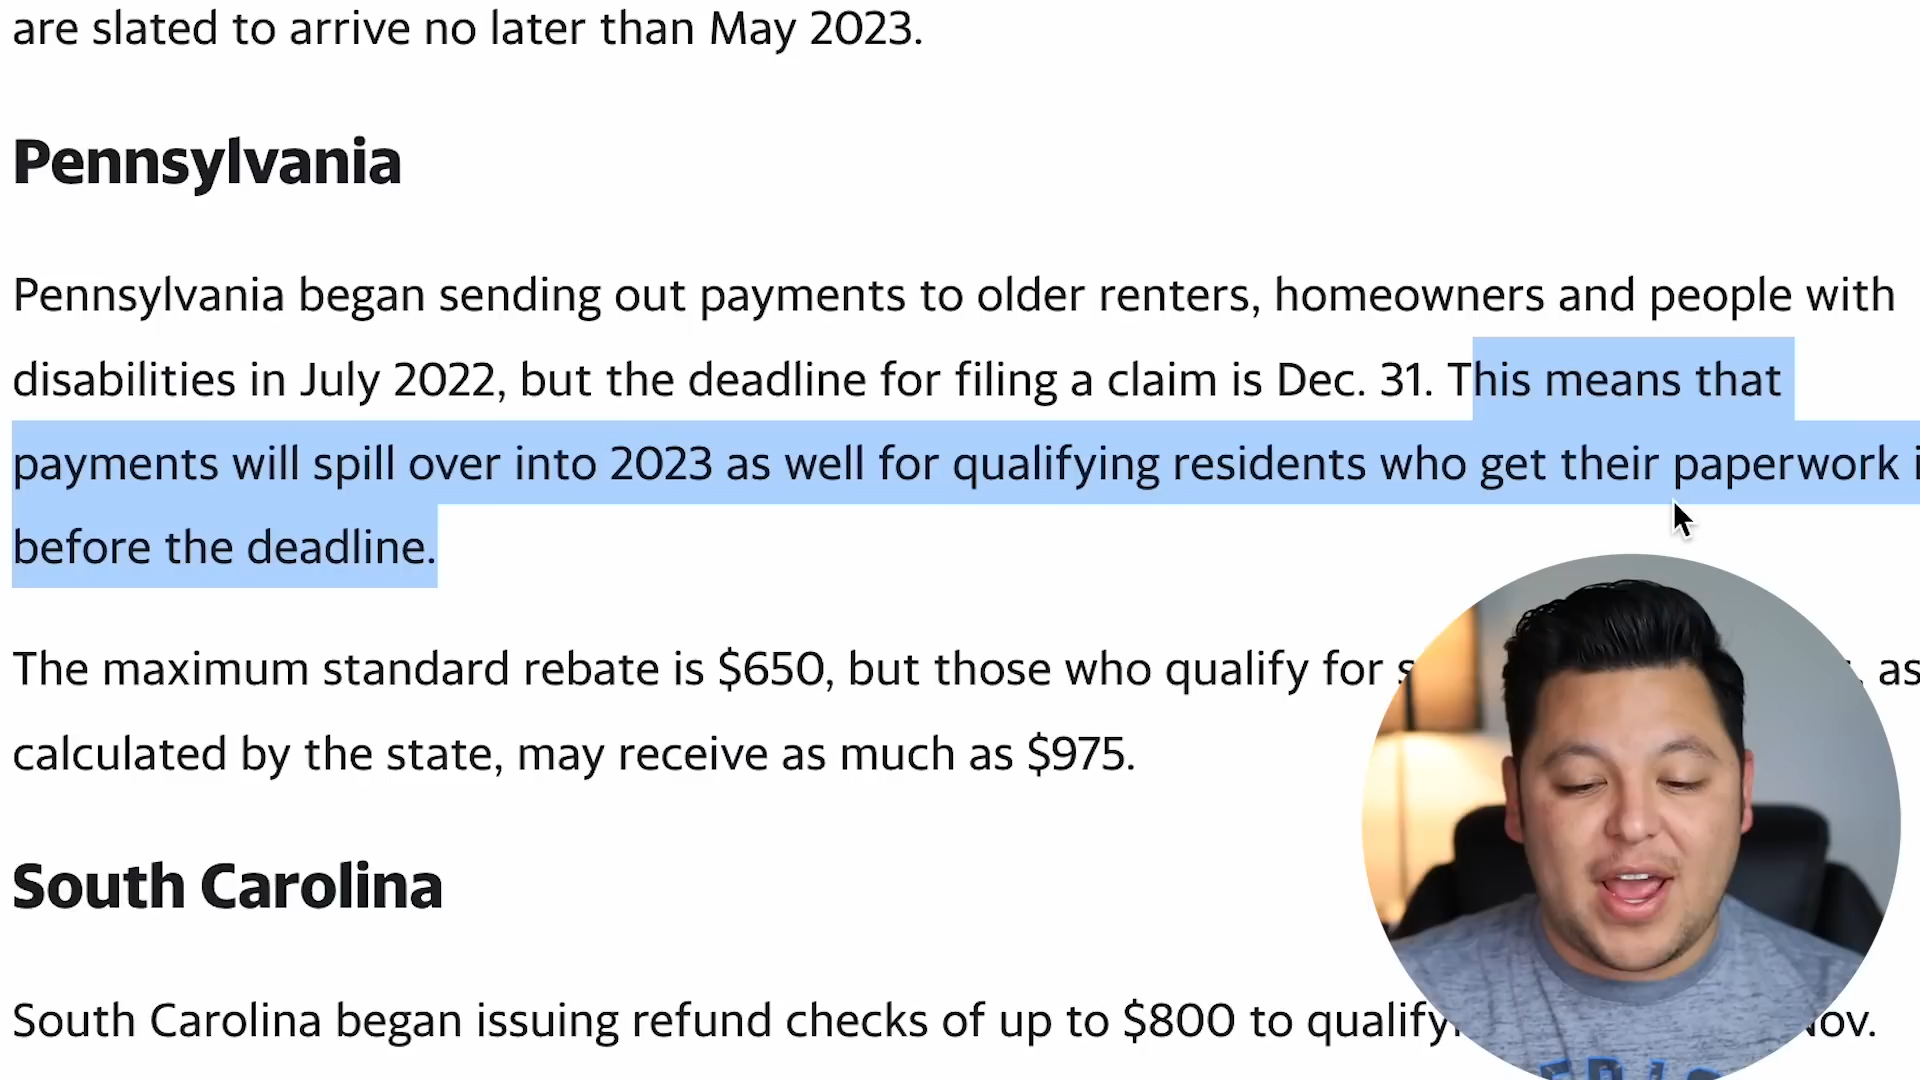 are slated to arrive no later than May 2023.
Pennsylvania
Pennsylvania began sending out payments to older renters, homeowners and people with
disabilities in July 2022, but the deadline for filing a claim is Dec. 31. This means that
payments will spill over into 2023 as well for qualifying residents who get their paperwork
before the deadline.
The maximum standard rebate is $650, but those who qualify for as
calculated by the state, may receive as much as $975.
South Carolina
South Carolina began issuing refund checks of up to $800 to Nov.